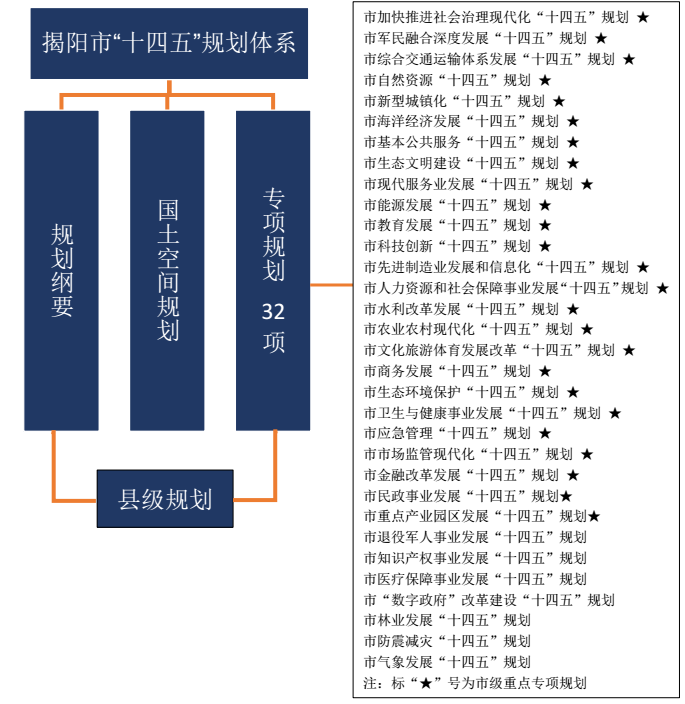 揭阳市“十四五”规划体系
规划纲要
国土空间规划
专项规划 32 项
县级规划
市加快推进社会治理现代化“十四五”规划 ★
市军民融合深度发展“十四五”规划 ★
市综合交通运输体系发展“十四五”规划 ★
市自然资源“十四五”规划 ★
市新型城镇化“十四五”规划 ★
市海洋经济发展“十四五”规划 ★
市基本公共服务“十四五”规划 ★
市生态文明建设“十四五”规划 ★
市现代服务业发展“十四五”规划 ★
市能源发展“十四五”规划 ★
市教育发展“十四五”规划 ★
市科技创新“十四五”规划 ★
市先进制造业发展和信息化“十四五”规划 ★
市人力资源和社会保障事业发展“十四五”规划 ★
市水利改革发展“十四五”规划 ★
市农业农村现代化“十四五”规划 ★
市文化旅游体育发展改革“十四五”规划 ★
市商务发展“十四五”规划 ★
市生态环境保护“十四五”规划 ★
市卫生与健康事业发展“十四五”规划 ★
市应急管理“十四五”规划 ★
市市场监管现代化“十四五”规划 ★
市金融改革发展“十四五”规划 ★
市民政事业发展“十四五”规划★
市重点产业园区发展“十四五”规划★
市退役军人事业发展“十四五”规划
市知识产权事业发展“十四五”规划
市医疗保障事业发展“十四五”规划
市“数字政府”改革建设“十四五”规划
市林业发展“十四五”规划
市防震减灾“十四五”规划
市气象发展“十四五”规划
注：标“★”号为市级重点专项规划